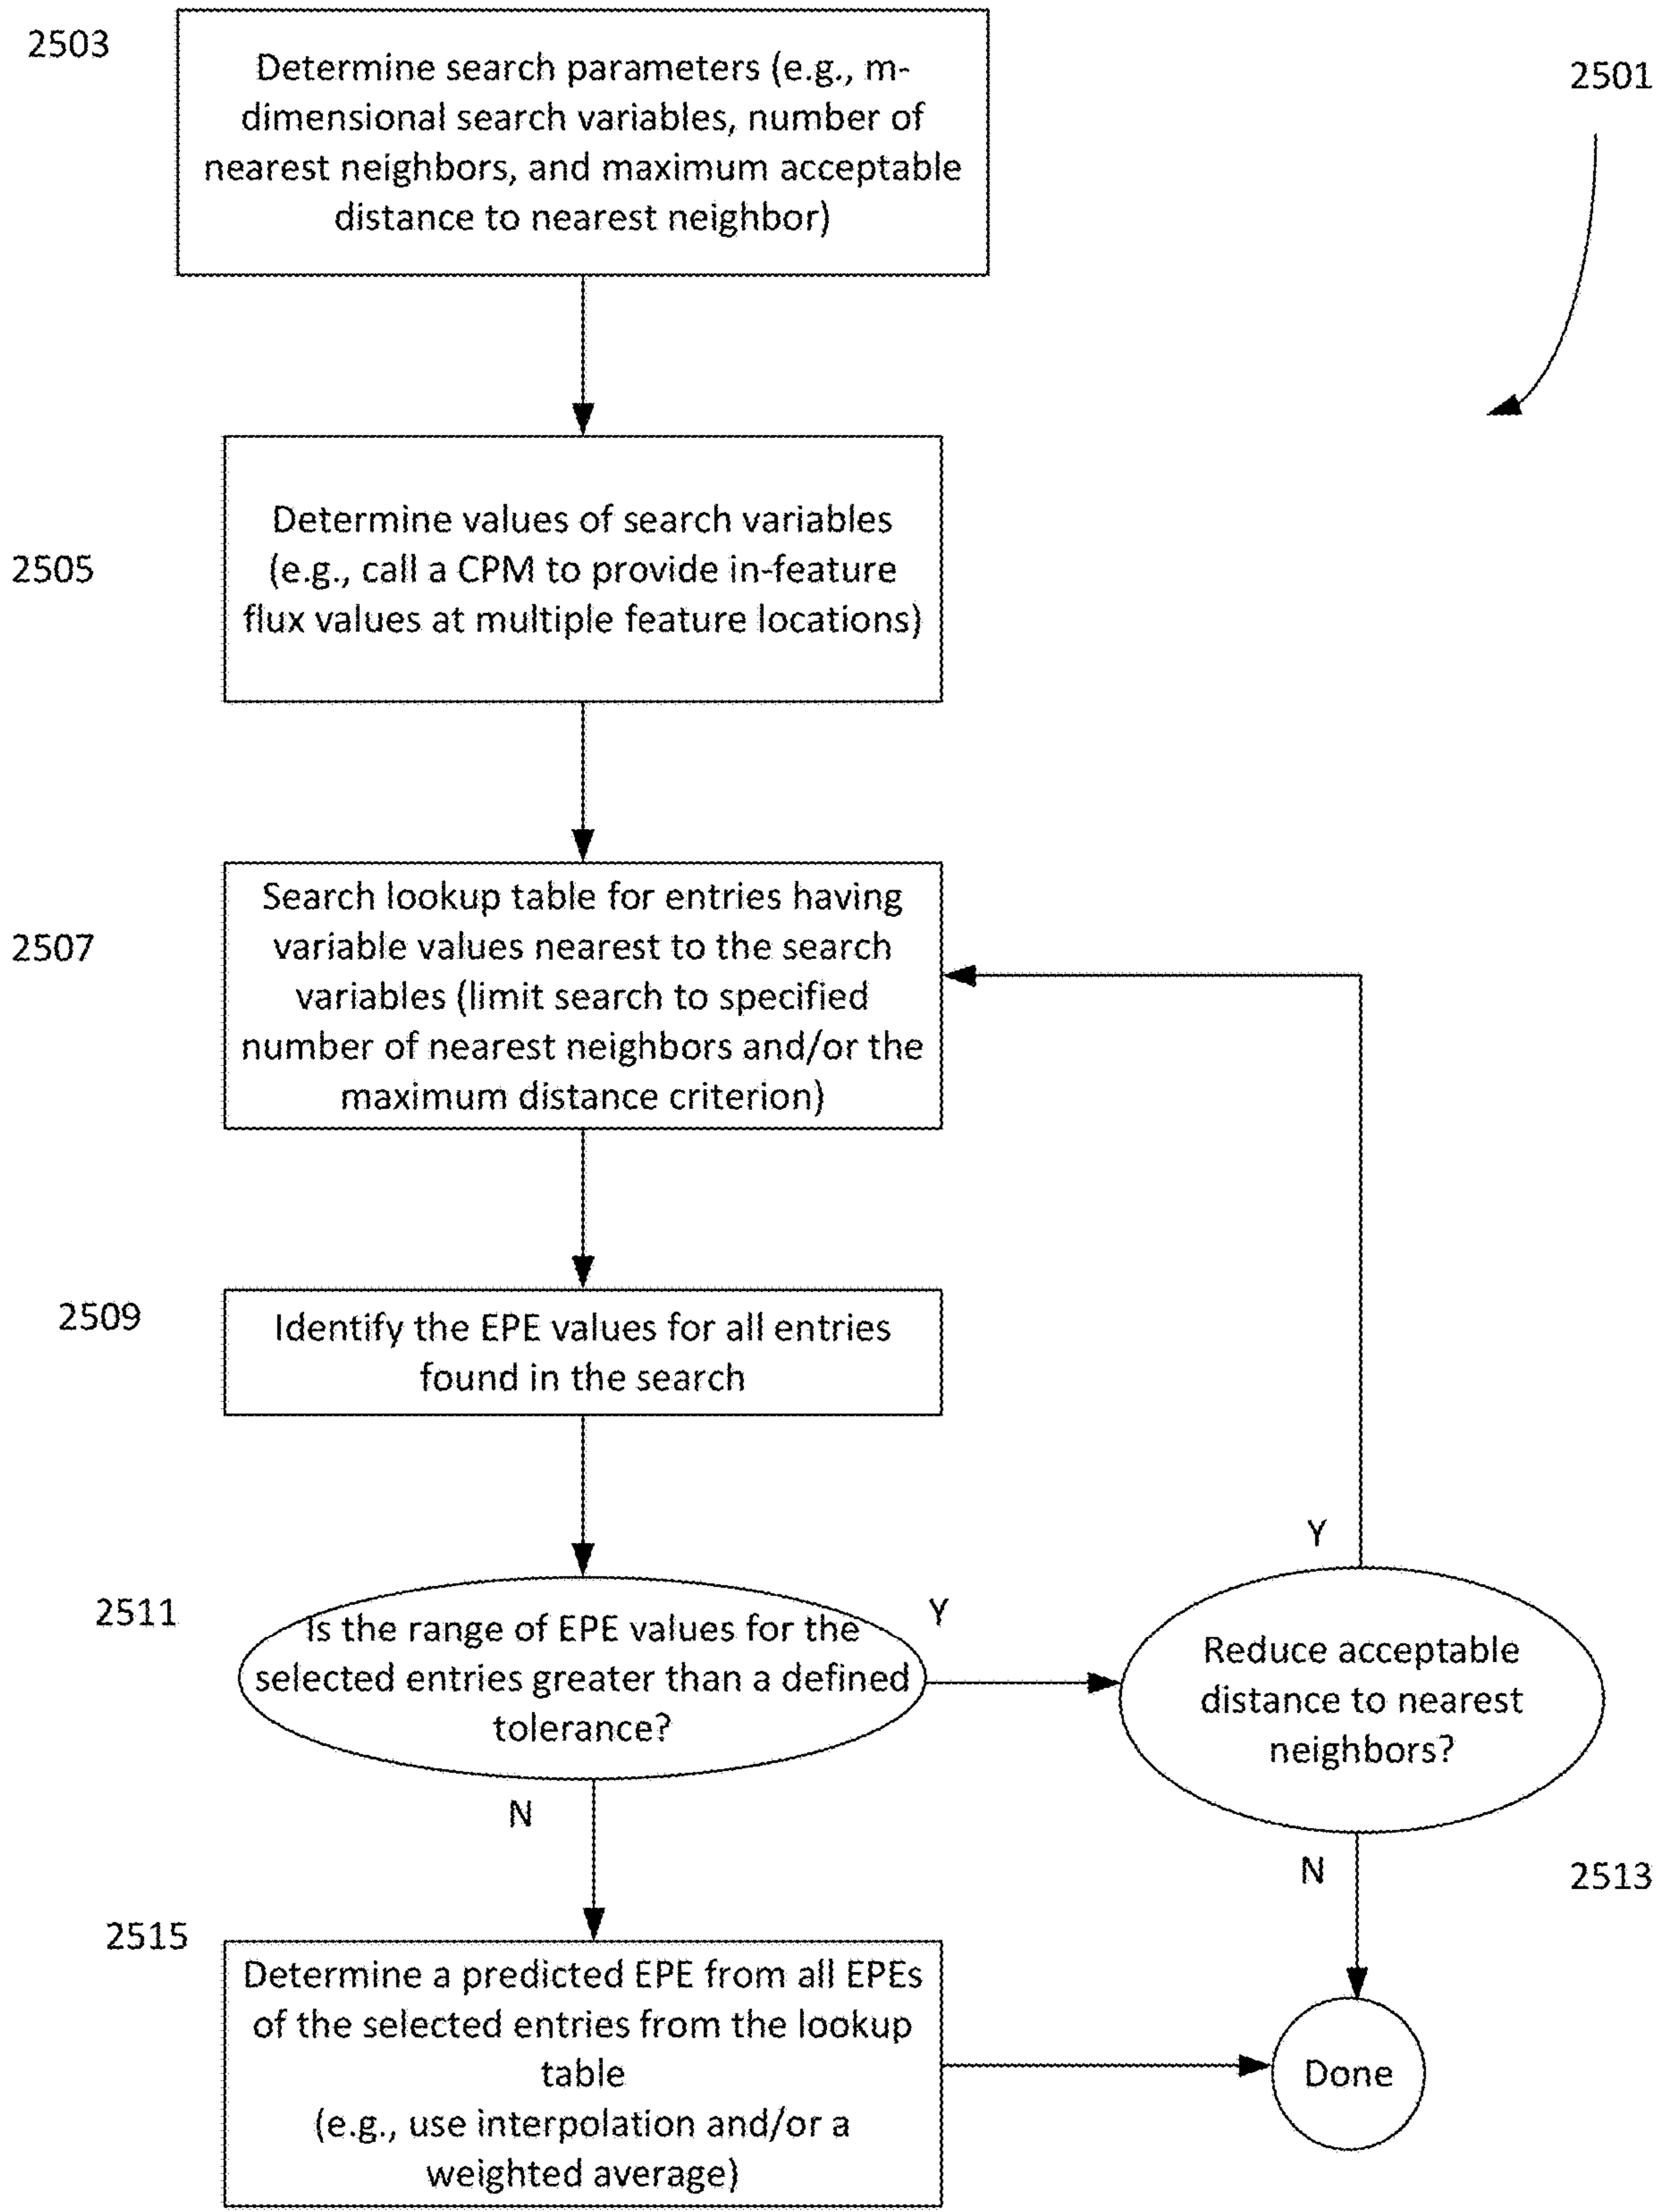 2503
Determine search parameters (e.g., m-
dimensional search variables, number of
nearest neighbors, and maximum acceptable
distance to nearest neighbor)
2501
2505
Determine values of search variables
(e.g., call a CPM to provide in-feature
flux values at multiple feature locations)
2507
Search lookup table for entries having
variable values nearest to the search
variables (limit search to specified
number of nearest neighbors and/or the
maximum distance criterion)
2509
Identify the EPE values for all entries
found in the search
2511
Is the range of EPE values for the
selected entries greater than a defined
tolerance?
Y
Y
Reduce acceptable
distance to nearest
neighbors?
N
N
2513
2515
Determine a predicted EPE from all EPEs
of the selected entries from the lookup
table
(e.g., use interpolation and/or a
weighted average)
Done